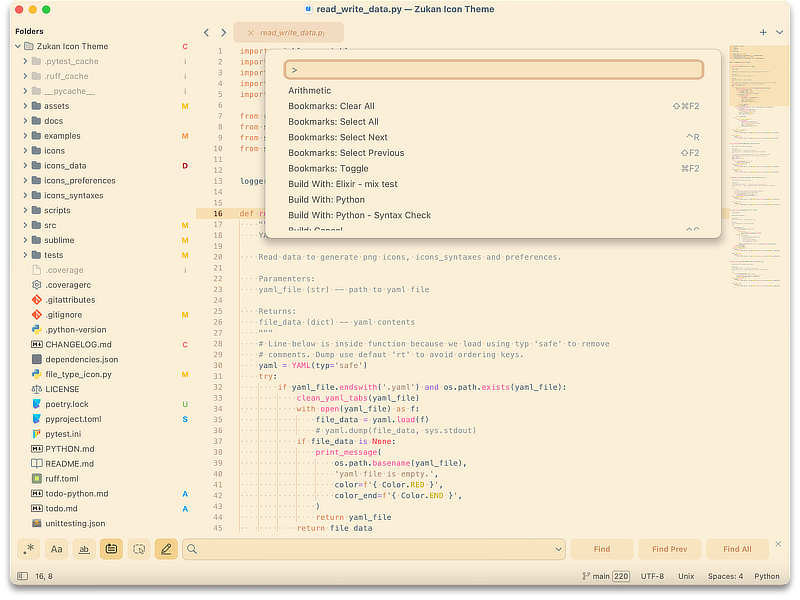 read_write_data.py — Zukan Icon Theme
Folders
Zukan Icon Theme C
.pytest_cache i
.ruff_cache i
__pycache__ i
assets M
docs
examples M
icons
icons_data D
icons_preferences
icons_syntaxes
scripts
src M
sublime M
tests M
.coverage i
.coveragerc
.gitattributes
.gitignore M
.python-version
CHANGELOG.md C
dependencies.json
file_type_icon.py M
LICENSE
poetry.lock U
pyproject.toml S
pytest.ini
PYTHON.md
README.md
ruff.toml
todo-python.md A
todo.md A
unittesting.json
read_write_data.py
>
Arithmetic
Bookmarks: Clear All ⇧⌘F2
Bookmarks: Select All
Bookmarks: Select Next ^R
Bookmarks: Select Previous ⇧F2
Bookmarks: Toggle ⌘F2
Build With: Elixir - mix test
Build With: Python
Build With: Python - Syntax Check
Build: Cancel ^C
1 impor
2 impor
3 impor
4 impor
5 impor
6
7 from
8 from
9 from
10 from
11
12
13 logge
14
15
16 def re
17 """
18 YA
19
20 Read data to generate png icons, icons_syntaxes and preferences.
21
22 Paramenters:
23 yaml_file (str) -- path to yaml file
24
25 Returns:
26 file_data (dict) -- yaml contents
27 """
28 # Line below is inside function because we load using typ 'safe' to remove
29 # comments. Dump use defaut 'rt' to avoid ordering keys.
30 yaml = YAML(typ='safe')
31 try:
32 if yaml_file.endswith('.yaml') and os.path.exists(yaml_file):
33 clean_yaml_tabs(yaml_file)
34 with open(yaml_file) as f:
35 file_data = yaml.load(f)
36 # yaml.dump(file_data, sys.stdout)
37 if file_data is None:
38 print_message(
39 os.path.basename(yaml_file),
40 'yaml file is empty.',
41 color=f'{ Color.RED }',
42 color_end=f'{ Color.END }',
43 )
44 return yaml_file
45 return file_data
.* Aa ab
Find Find Prev Find All
16, 8 main 220 UTF-8 Unix Spaces: 4 Python